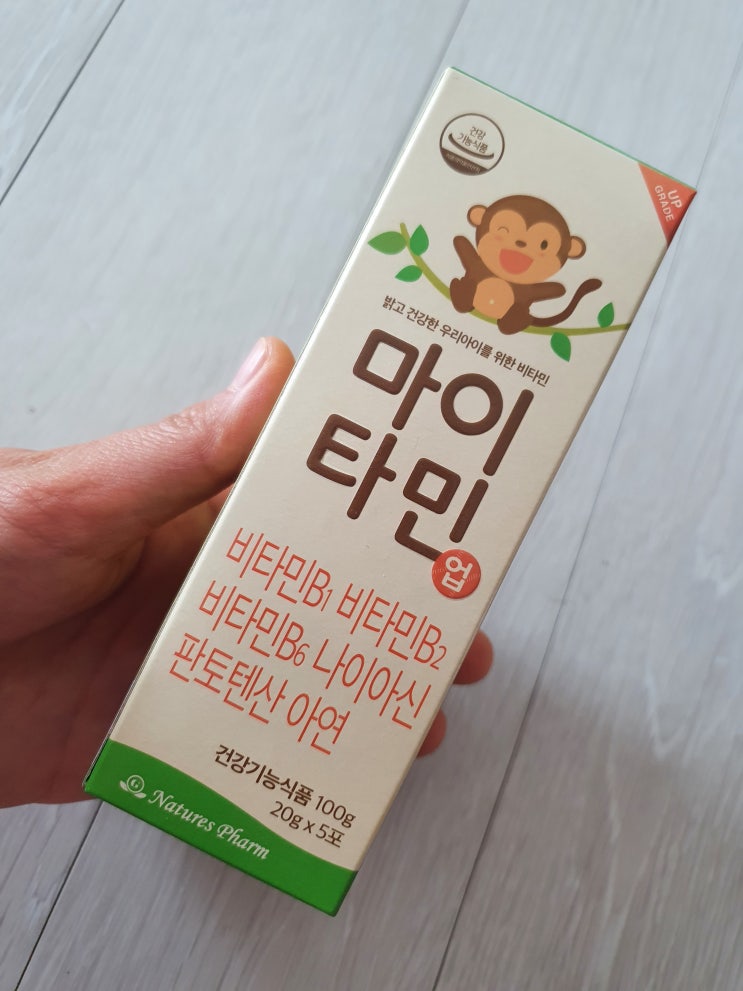 건강
기능식품
UP
GRADE
밝고 건강한 우리아이를 위한 비타민
마이
타민
업
비타민B1 비타민B2
비타민B6 나이아신
판토텐산 아연
건강기능식품 100g
20g x 5포
Natures Pharm